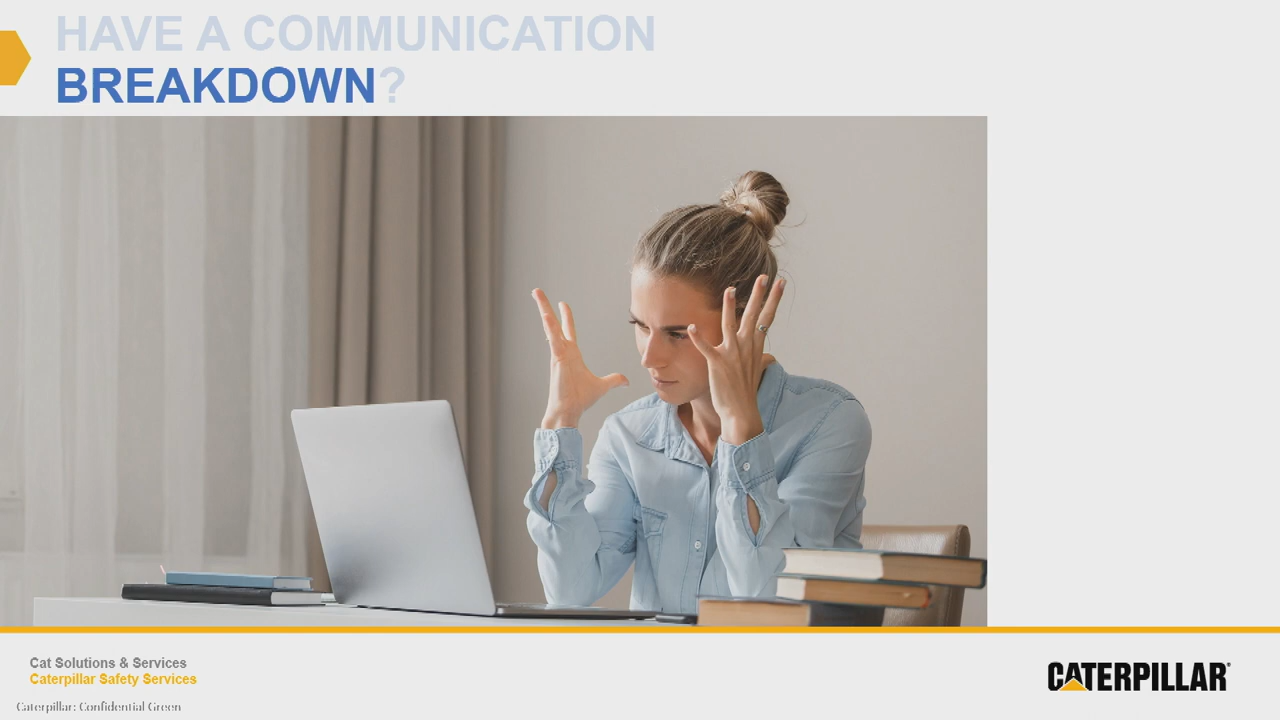 HAVE A COMMUNICATION
BREAKDOWN?
Cat Solutions & Services
Caterpillar Safety Services
Caterpillar: Confidential Green
CATERPILLAR®